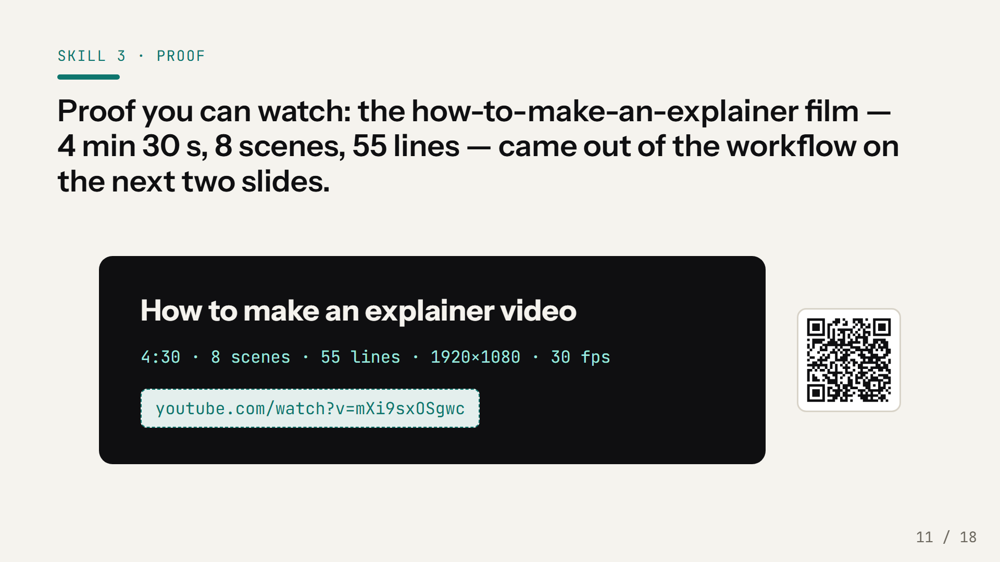 SKILL 3 · PROOF
Proof you can watch: the how-to-make-an-explainer film —
4 min 30 s, 8 scenes, 55 lines — came out of the workflow on
the next two slides.
How to make an explainer video
4:30 · 8 scenes · 55 lines · 1920×1080 · 30 fps
youtube.com/watch?v=mXi9sxOSgwc
11 / 18